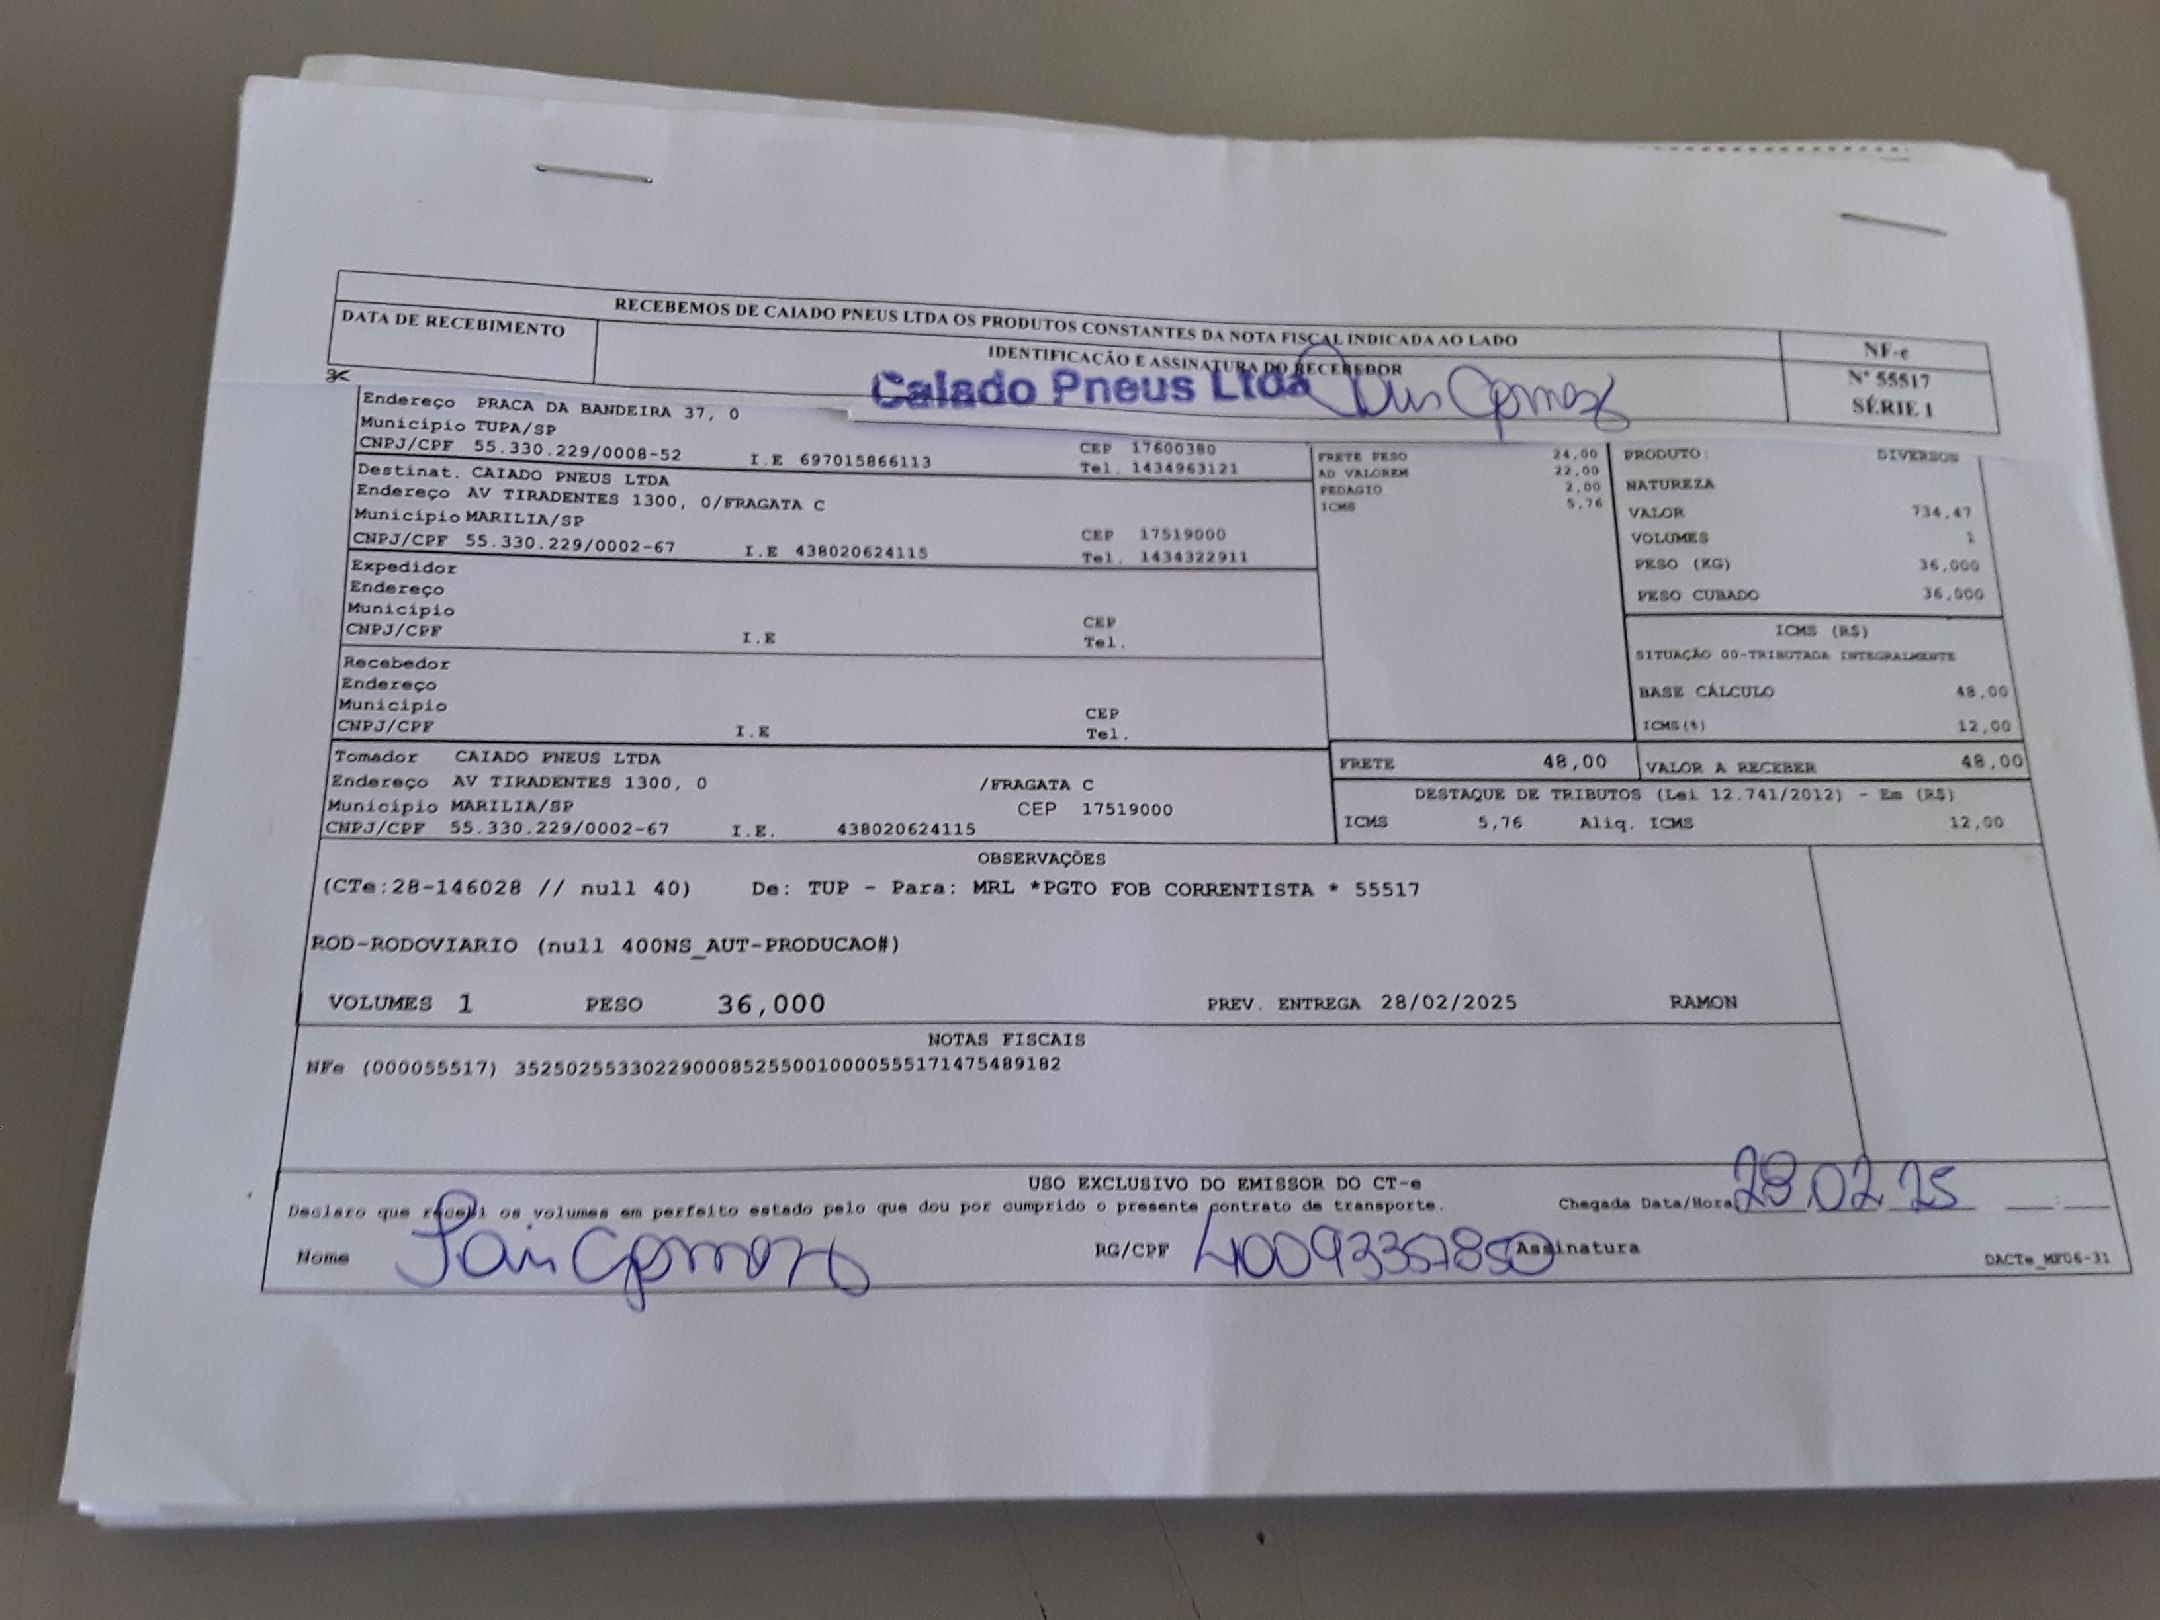 RECEBEMOS DE CAIADO PNEUS LTDA OS PRODUTOS CONSTANTES DA NOTA FISCAL INDICADA AO LADO
DATA DE RECEBIMENTO
IDENTIFICAÇÃO E ASSINATURA DO RECEBEDOR
Caiado Pneus Ltda
Gomes
NF-e
Nº 55517
SÉRIE 1
Endereço PRACA DA BANDEIRA 37, 0
Município TUPA/SP
CNPJ/CPF 55.330.229/0008-52 I.E 697015866113
CEP 17600380
Tel. 1434963121
Destinat. CAIADO PNEUS LTDA
Endereço AV TIRADENTES 1300, 0/FRAGATA C
Município MARILIA/SP CEP 17519000
CNPJ/CPF 55.330.229/0002-67 I.E 438020624115 Tel. 1434322911
Expedidor
Endereço
Município CEP
CNPJ/CPF I.E Tel.
Recebedor
Endereço
Município CEP
CNPJ/CPF I.E Tel.
Tomador CAIADO PNEUS LTDA
Endereço AV TIRADENTES 1300, 0 /FRAGATA C
Município MARILIA/SP CEP 17519000
CNPJ/CPF 55.330.229/0002-67 I.E. 438020624115
FRETE PESO 24,00
AD VALOREM 22,00
PEDAGIO 2,00
ICMS 5,76
PRODUTO: DIVERSOS
NATUREZA
VALOR 734,47
VOLUMES 1
PESO (KG) 36,000
PESO CUBADO 36,000
ICMS (R$)
SITUAÇÃO 00-TRIBUTADA INTEGRALMENTE
BASE CÁLCULO 48,00
ICMS(%) 12,00
FRETE 48,00 VALOR A RECEBER 48,00
DESTAQUE DE TRIBUTOS (Lei 12.741/2012) - Em (R$)
ICMS 5,76 Aliq. ICMS 12,00
OBSERVAÇÕES
(CTe:28-146028 // null 40) De: TUP - Para: MRL *PGTO FOB CORRENTISTA * 55517
ROD-RODOVIARIO (null 400NS_AUT-PRODUCAO#)
VOLUMES 1 PESO 36,000 PREV. ENTREGA 28/02/2025 RAMON
NOTAS FISCAIS
NFe (000055517) 35250255330229000852550010000555171475489182
USO EXCLUSIVO DO EMISSOR DO CT-e
Declaro que recebi os volumes em perfeito estado pelo que dou por cumprido o presente contrato de transporte. Chegada Data/Hora 28 02 25
Nome Gomes RG/CPF 40093357850 Assinatura
DACTe_MF06-31